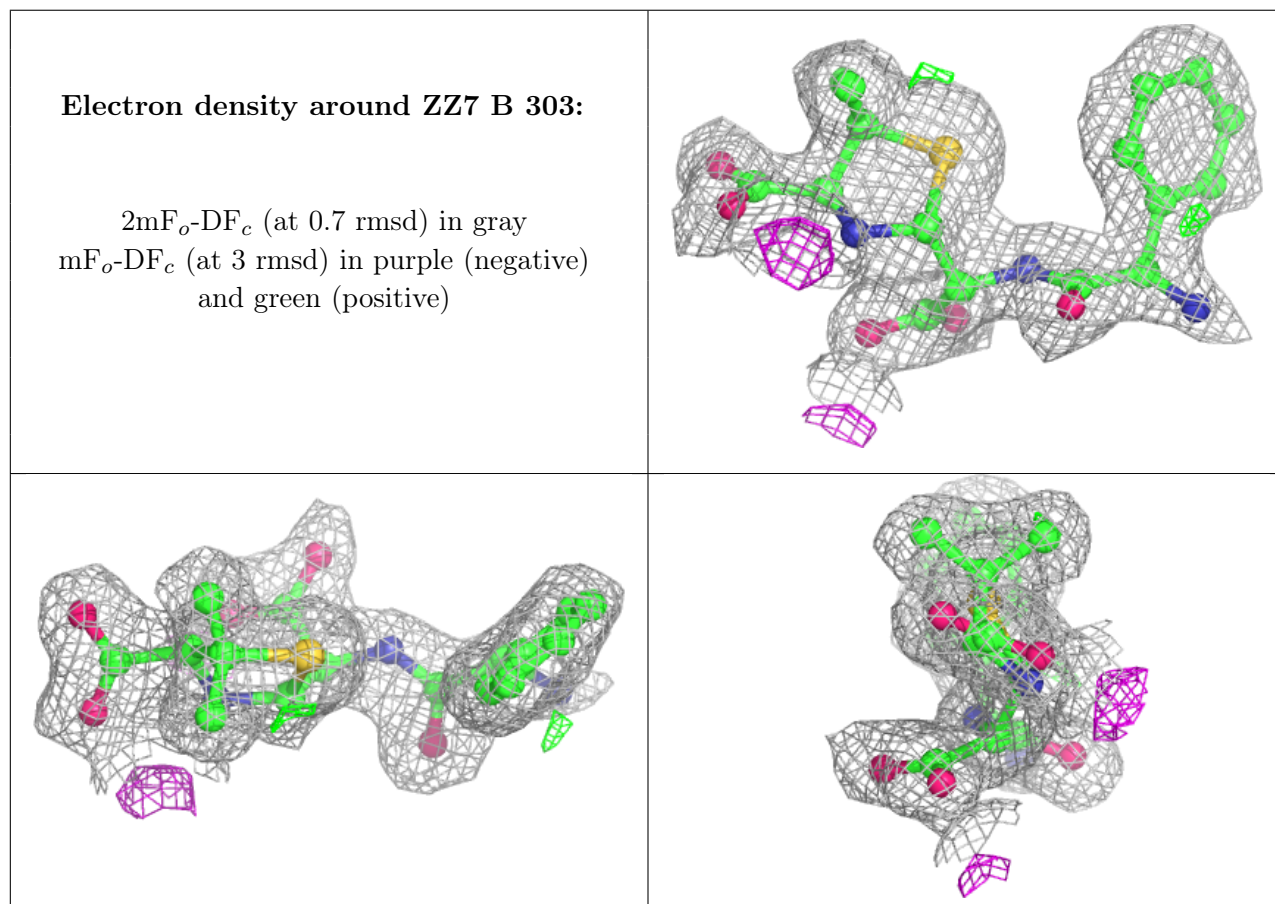 Electron density around ZZ7 B 303:
2mFₒ-DF𝒸 (at 0.7 rmsd) in gray
mFₒ-DF𝒸 (at 3 rmsd) in purple (negative)
and green (positive)